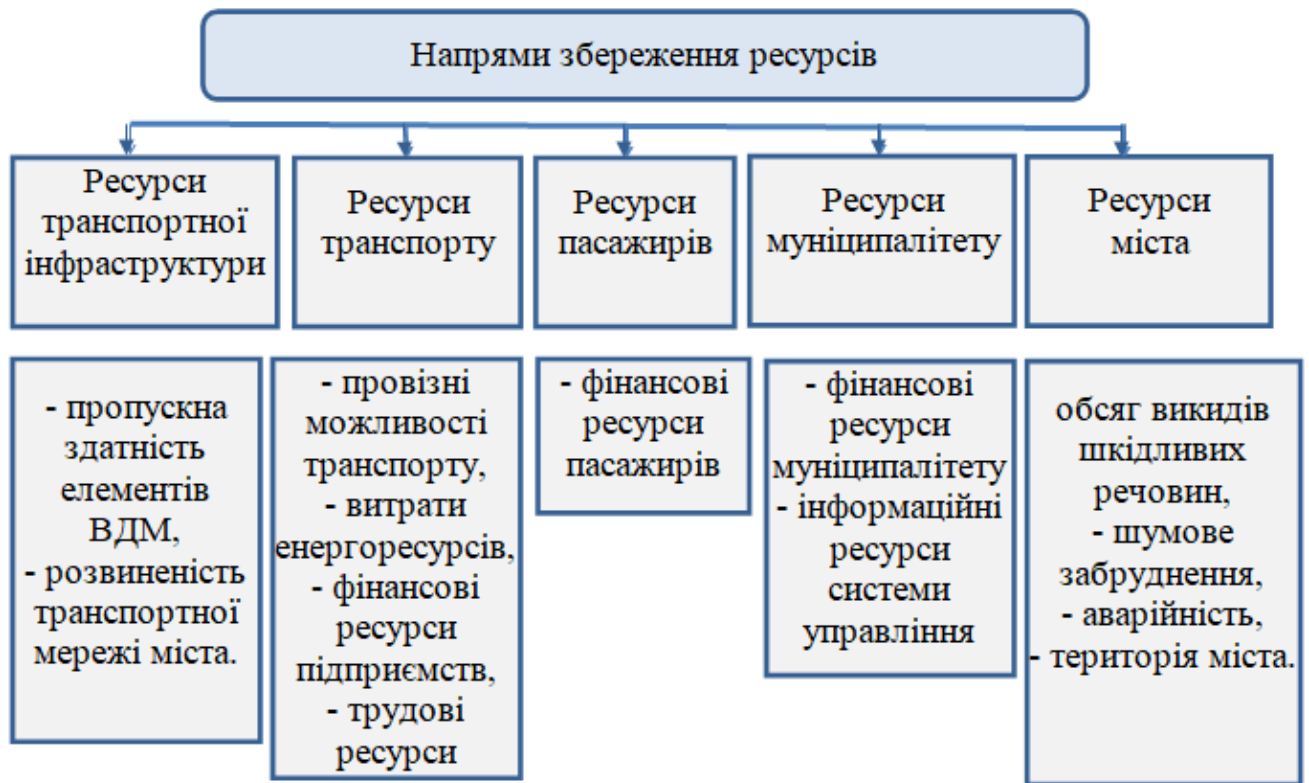 Напрями збереження ресурсів
Ресурси
транспортної
інфраструктури
Ресурси
транспорту
Ресурси
пасажирів
Ресурси
муніципалітету
Ресурси
міста
- пропускна
здатність
елементів
ВДМ,
- розвиненість
транспортної
мережі міста.
- провізні
можливості
транспорту,
- витрати
енергоресурсів,
- фінансові
ресурси
підприємств,
- трудові
ресурси
- фінансові
ресурси
пасажирів
- фінансові
ресурси
муніципалітету
- інформаційні
ресурси
системи
управління
обсяг викидів
шкідливих
речовин,
- шумове
забруднення,
- аварійність,
- територія міста.